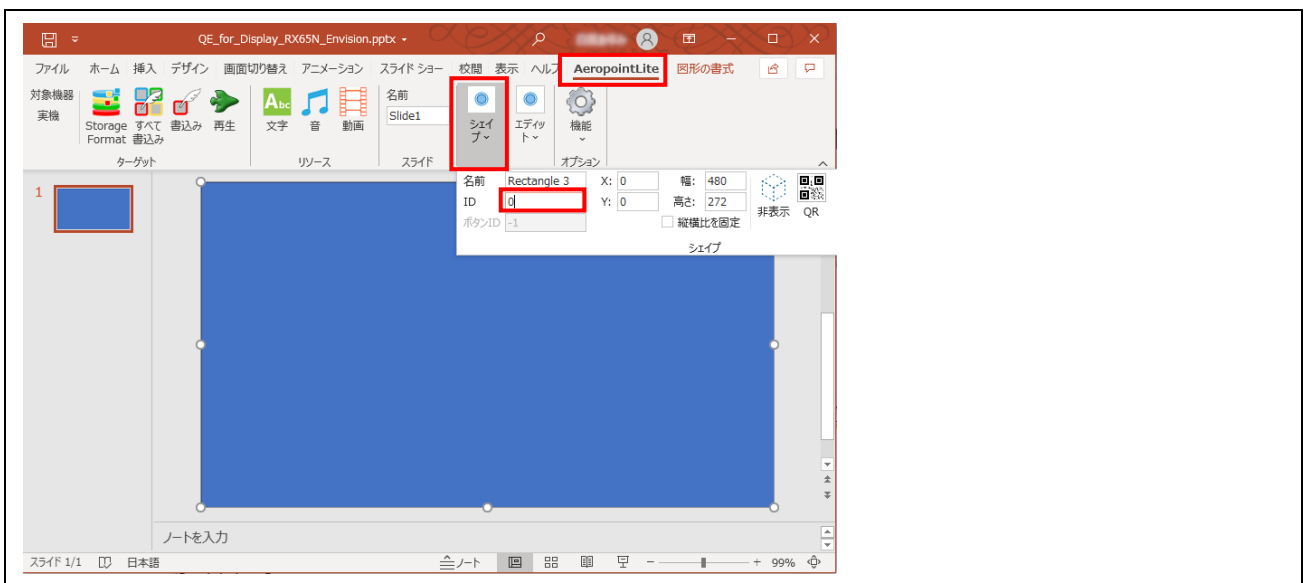 QE_for_Display_RX65N_Envision.pptx
ファイル ホーム 挿入 デザイン 画面切り替え アニメーション スライド ショー 校閲 表示 ヘルプ AeropointLite 図形の書式
対象機器
実機
Storage Format
すべて書込み
書込み
再生
Abc
文字
音
動画
名前
Slide1
シェイプ
エディット
機能
ターゲット
リソース
スライド
オプション
名前 Rectangle 3 X: 0 幅: 480
ID 0 Y: 0 高さ: 272
ボタンID -1 縦横比を固定
非表示 QR
シェイプ
1
ノートを入力
スライド 1/1 日本語 ノート - + 99%